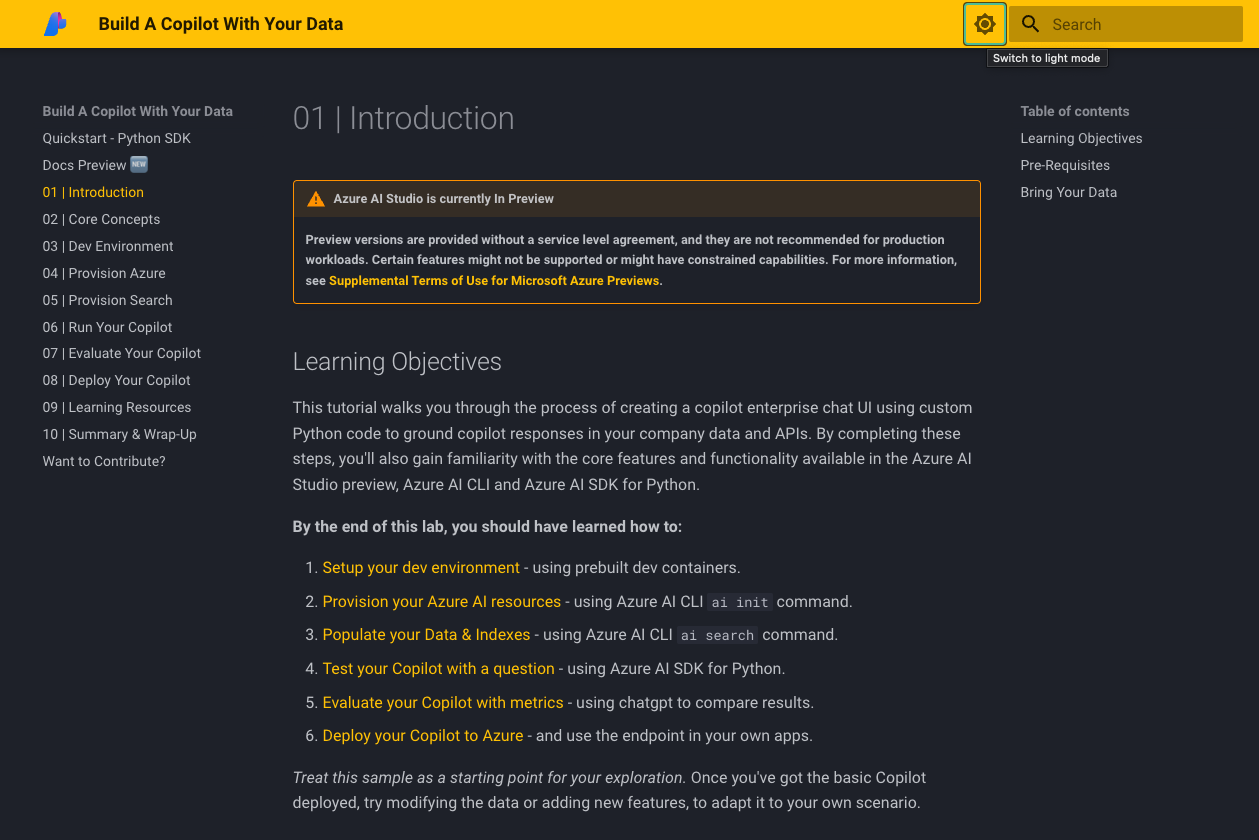 Build A Copilot With Your Data
Search
Switch to light mode
Build A Copilot With Your Data
Quickstart - Python SDK
Docs Preview 🆕
01 | Introduction
02 | Core Concepts
03 | Dev Environment
04 | Provision Azure
05 | Provision Search
06 | Run Your Copilot
07 | Evaluate Your Copilot
08 | Deploy Your Copilot
09 | Learning Resources
10 | Summary & Wrap-Up
Want to Contribute?
01 | Introduction
Azure AI Studio is currently In Preview
Preview versions are provided without a service level agreement, and they are not recommended for production
workloads. Certain features might not be supported or might have constrained capabilities. For more information,
see Supplemental Terms of Use for Microsoft Azure Previews.
Learning Objectives
This tutorial walks you through the process of creating a copilot enterprise chat UI using custom
Python code to ground copilot responses in your company data and APIs. By completing these
steps, you'll also gain familiarity with the core features and functionality available in the Azure AI
Studio preview, Azure AI CLI and Azure AI SDK for Python.
By the end of this lab, you should have learned how to:
1. Setup your dev environment - using prebuilt dev containers.
2. Provision your Azure AI resources - using Azure AI CLI ai init command.
3. Populate your Data & Indexes - using Azure AI CLI ai search command.
4. Test your Copilot with a question - using Azure AI SDK for Python.
5. Evaluate your Copilot with metrics - using chatgpt to compare results.
6. Deploy your Copilot to Azure - and use the endpoint in your own apps.
Treat this sample as a starting point for your exploration. Once you've got the basic Copilot
deployed, try modifying the data or adding new features, to adapt it to your own scenario.
Table of contents
Learning Objectives
Pre-Requisites
Bring Your Data